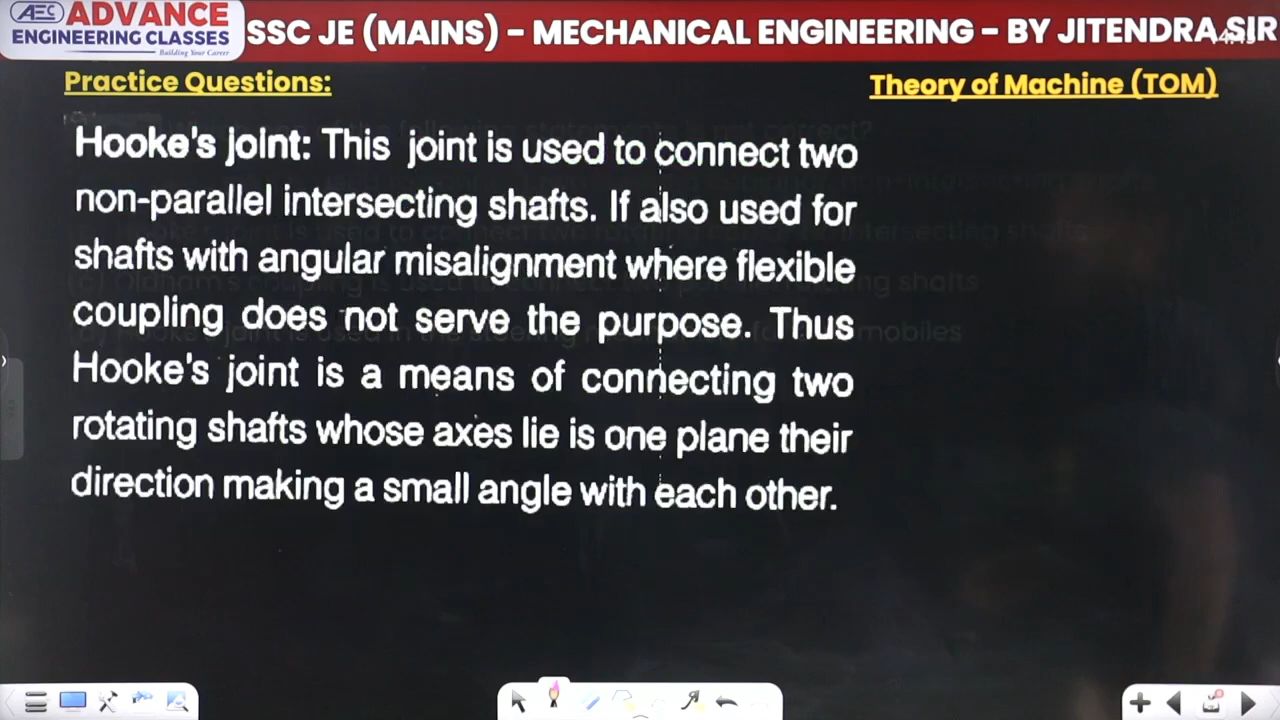 AEC ADVANCE
ENGINEERING CLASSES
Building Your Career
SSC JE (MAINS) – MECHANICAL ENGINEERING – BY JITENDRA SIR
Practice Questions:
Theory of Machine (TOM)
Hooke's joint: This joint is used to connect two
non-parallel intersecting shafts. If also used for
shafts with angular misalignment where flexible
coupling does not serve the purpose. Thus
Hooke's joint is a means of connecting two
rotating shafts whose axes lie is one plane their
direction making a small angle with each other.